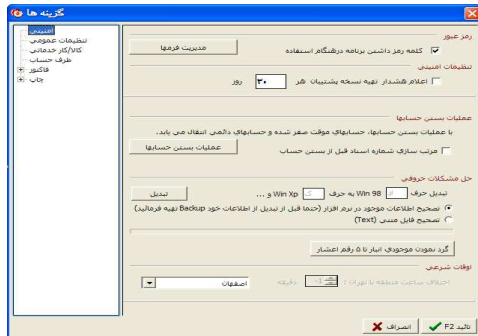 گزینه ها
امنیتی
تنظیمات عمومی
کالا/کار خدماتی
طرف حساب
فاکتور
چاپ
رمز عبور
کلمه رمز داشتن برنامه درهنگام استفاده
مدیریت فرمها
تنظیمات امنیتی
اعلام هشدار تهیه نسخه پشتیبان هر ۳۰ روز
عملیات بستن حسابها
با عملیات بستن حسابها، حسابهای موقت صفر شده و حسابهای دائمی انتقال می یابد.
مرتب سازی شماره اسناد قبل از بستن حساب
عملیات بستن حسابها
حل مشکلات حروفی
تبدیل حرف Win 98 به حرف Win Xp و ...
تبدیل
تصحیح اطلاعات موجود در نرم افزار (حتما قبل از تبدیل از اطلاعات خود Backup تهیه فرمائید)
تصحیح فایل متنی (Text)
گرد نمودن موجودی انبار تا ۵ رقم اعشار
اوقات شرعی
اختلاف ساعت منطقه با تهران : دقیقه
اصفهان
تائید F2
انصراف